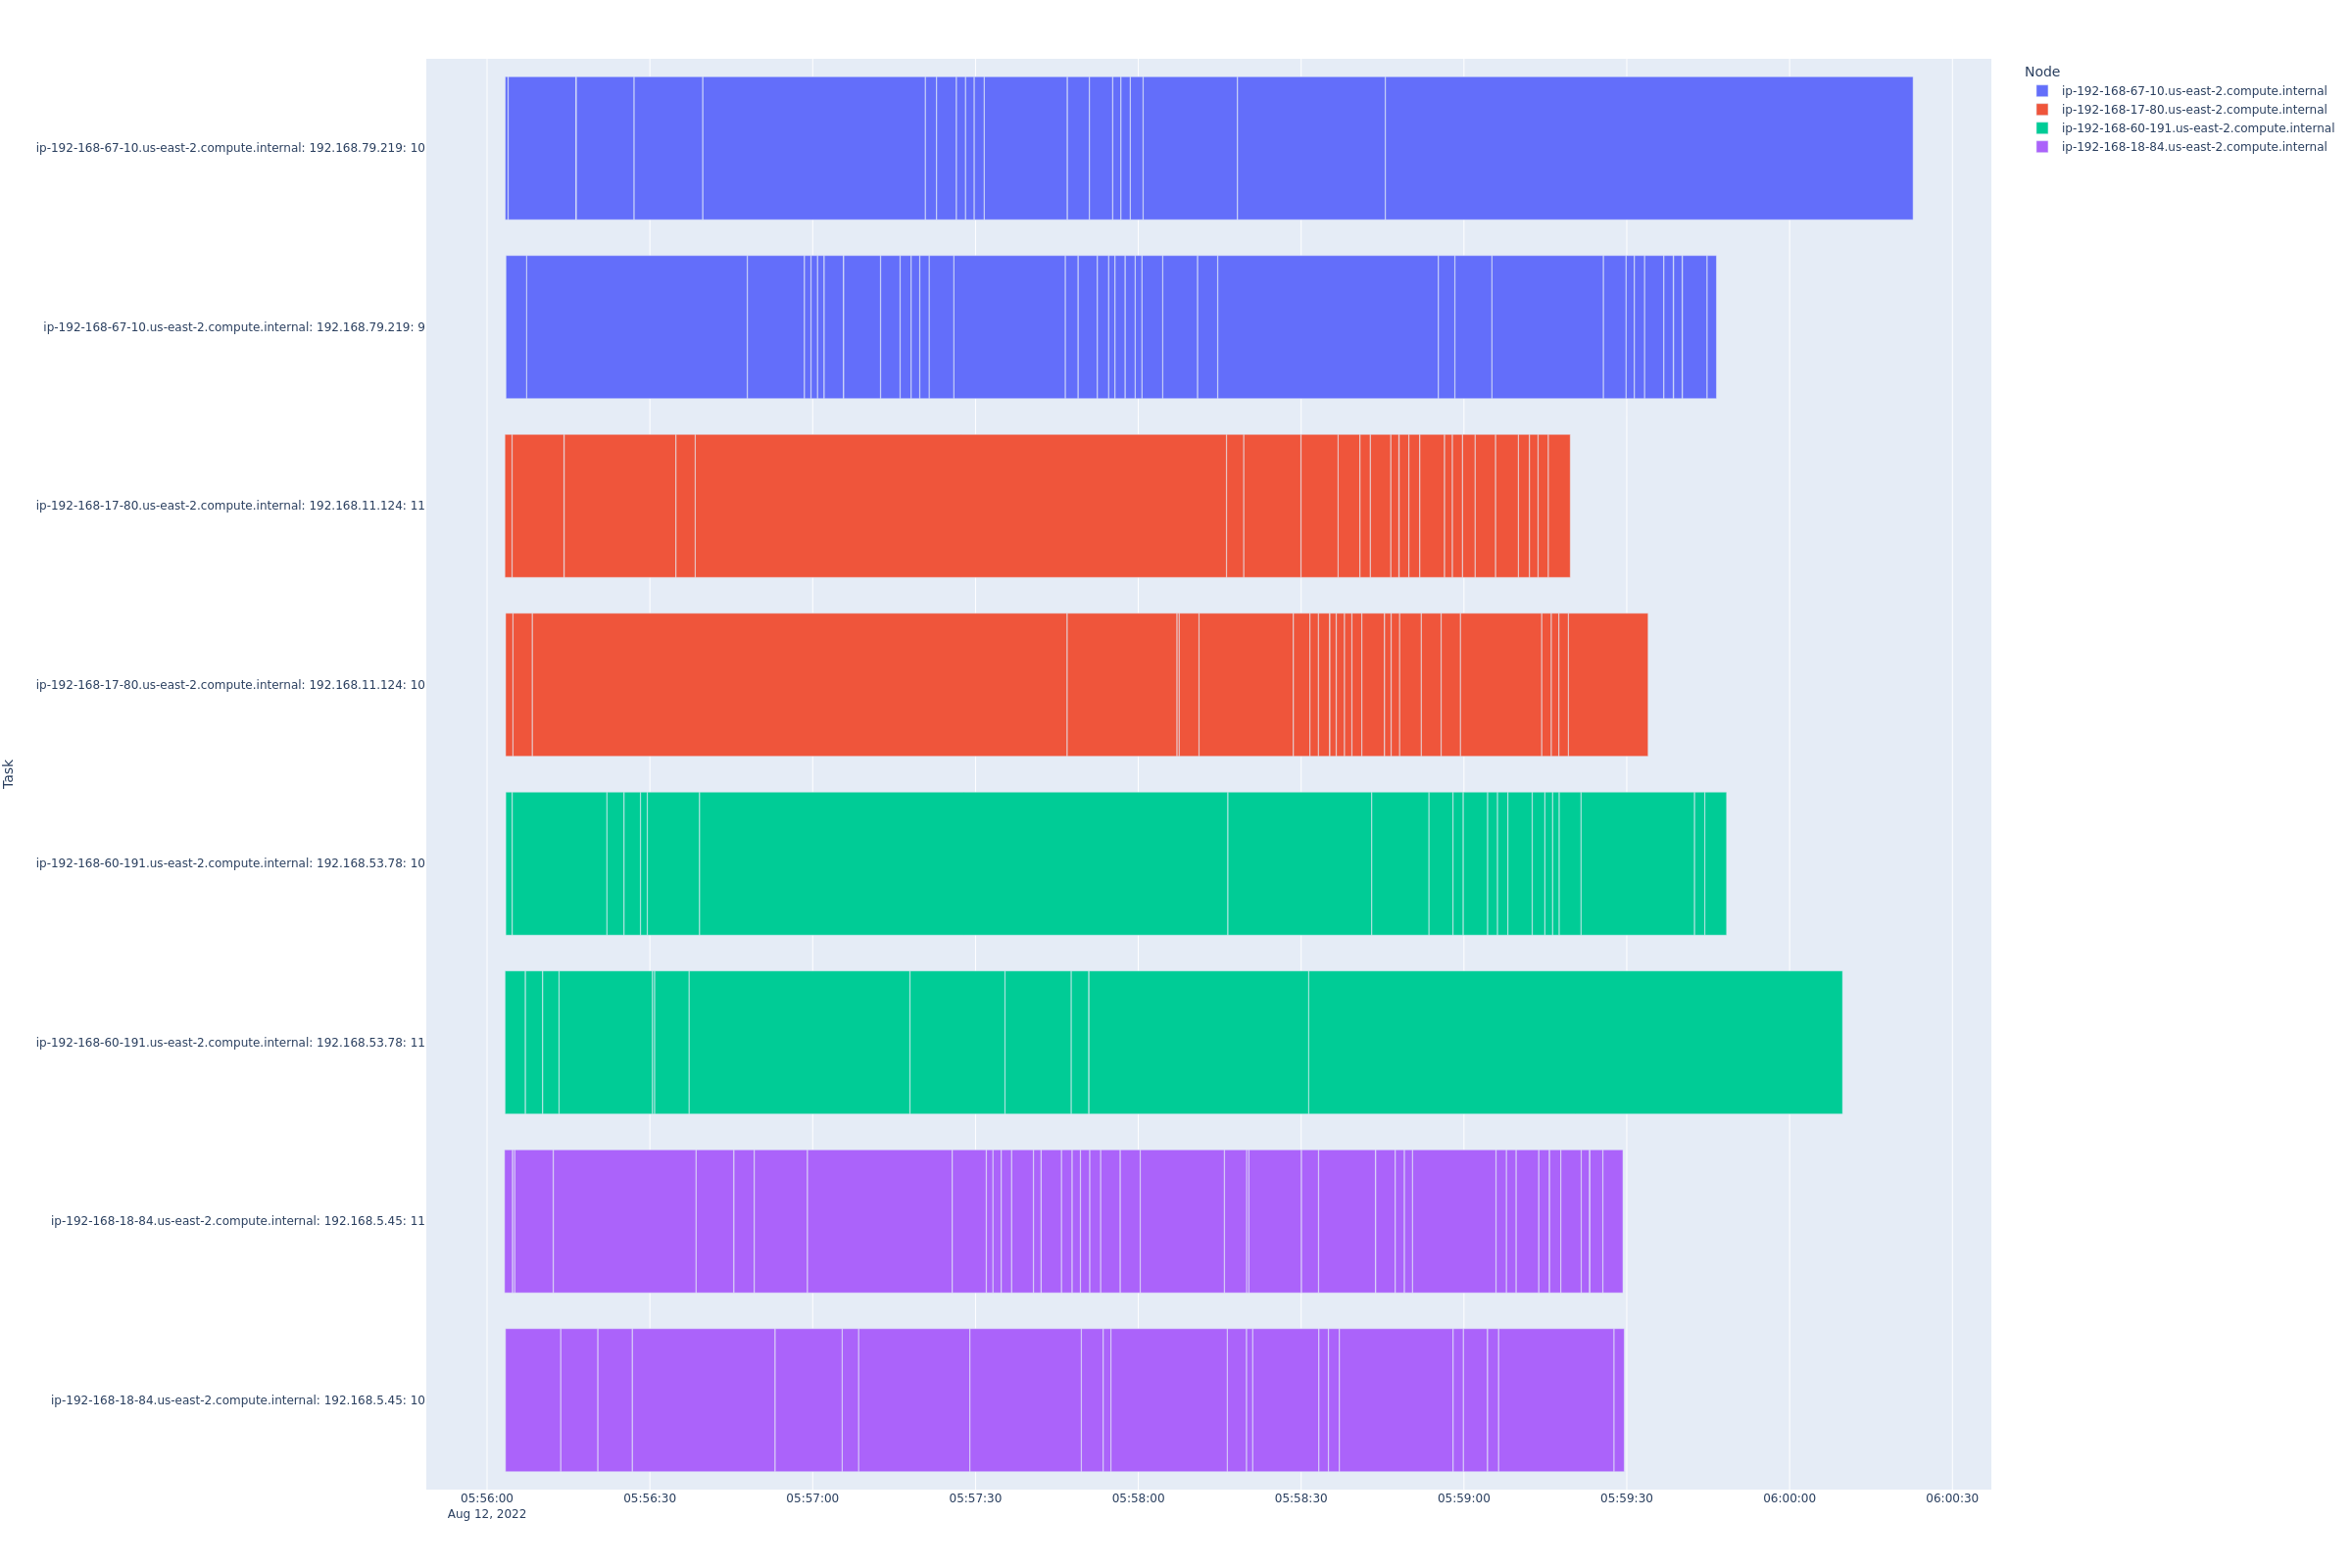 Node
ip-192-168-67-10.us-east-2.compute.internal
ip-192-168-17-80.us-east-2.compute.internal
ip-192-168-60-191.us-east-2.compute.internal
ip-192-168-18-84.us-east-2.compute.internal
Task
ip-192-168-67-10.us-east-2.compute.internal: 192.168.79.219: 10
ip-192-168-67-10.us-east-2.compute.internal: 192.168.79.219: 9
ip-192-168-17-80.us-east-2.compute.internal: 192.168.11.124: 11
ip-192-168-17-80.us-east-2.compute.internal: 192.168.11.124: 10
ip-192-168-60-191.us-east-2.compute.internal: 192.168.53.78: 10
ip-192-168-60-191.us-east-2.compute.internal: 192.168.53.78: 11
ip-192-168-18-84.us-east-2.compute.internal: 192.168.5.45: 11
ip-192-168-18-84.us-east-2.compute.internal: 192.168.5.45: 10
05:56:00 05:56:30 05:57:00 05:57:30 05:58:00 05:58:30 05:59:00 05:59:30 06:00:00 06:00:30
Aug 12, 2022